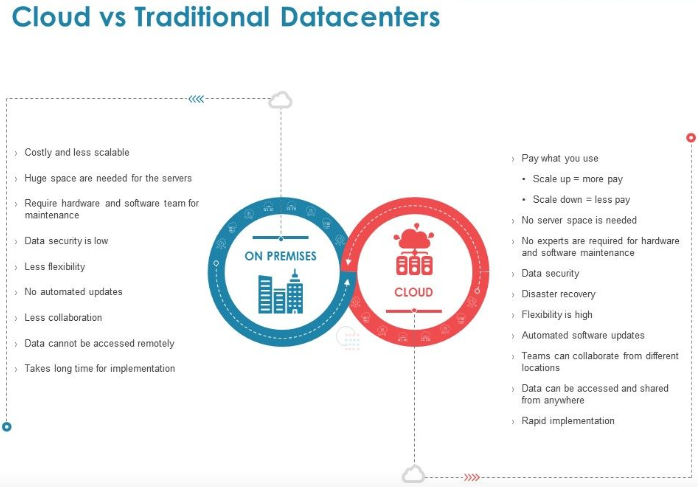 Cloud vs Traditional Datacenters
Costly and less scalable
Huge space are needed for the servers
Require hardware and software team for
maintenance
Data security is low
Less flexibility
No automated updates
Less collaboration
Data cannot be accessed remotely
Takes long time for implementation
ON PREMISES
CLOUD
Pay what you use
Scale up = more pay
Scale down = less pay
No server space is needed
No experts are required for hardware
and software maintenance
Data security
Disaster recovery
Flexibility is high
Automated software updates
Teams can collaborate from different
locations
Data can be accessed and shared
from anywhere
Rapid implementation